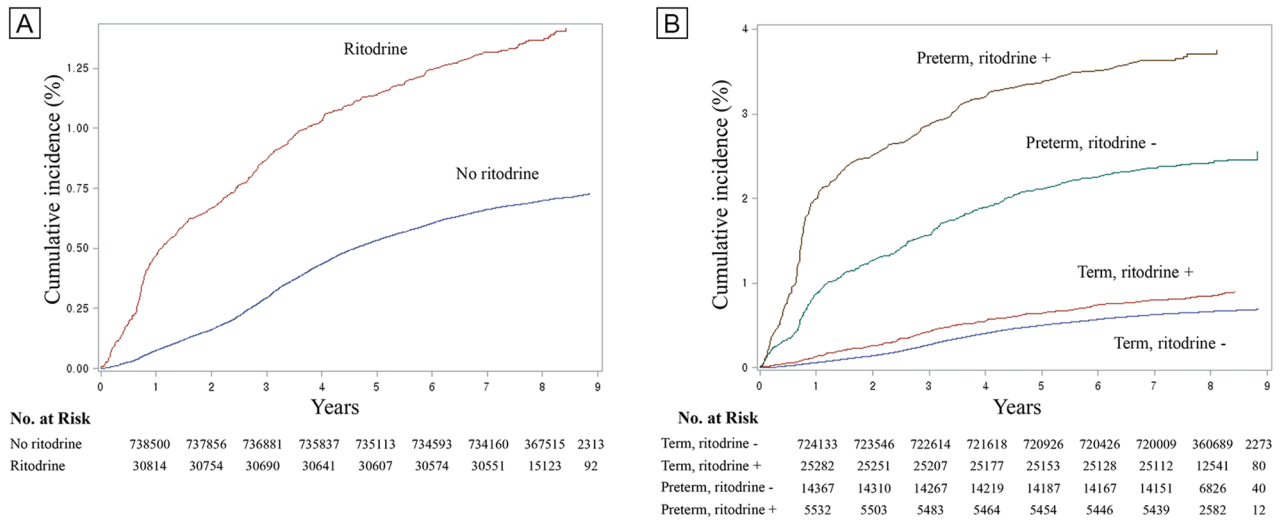 A
Cumulative incidence (%)
1.25
1.00
0.75
0.50
0.25
0.00
Ritodrine
No ritodrine
0 1 2 3 4 5 6 7 8 9
Years
No. at Risk
No ritodrine 738500 737856 736881 735837 735113 734593 734160 367515 2313
Ritodrine 30814 30754 30690 30641 30607 30574 30551 15123 92
B
Cumulative incidence (%)
4
3
2
1
0
Preterm, ritodrine +
Preterm, ritodrine -
Term, ritodrine +
Term, ritodrine -
0 1 2 3 4 5 6 7 8 9
Years
No. at Risk
Term, ritodrine - 724133 723546 722614 721618 720926 720426 720009 360689 2273
Term, ritodrine + 25282 25251 25207 25177 25153 25128 25112 12541 80
Preterm, ritodrine - 14367 14310 14267 14219 14187 14167 14151 6826 40
Preterm, ritodrine + 5532 5503 5483 5464 5454 5446 5439 2582 12